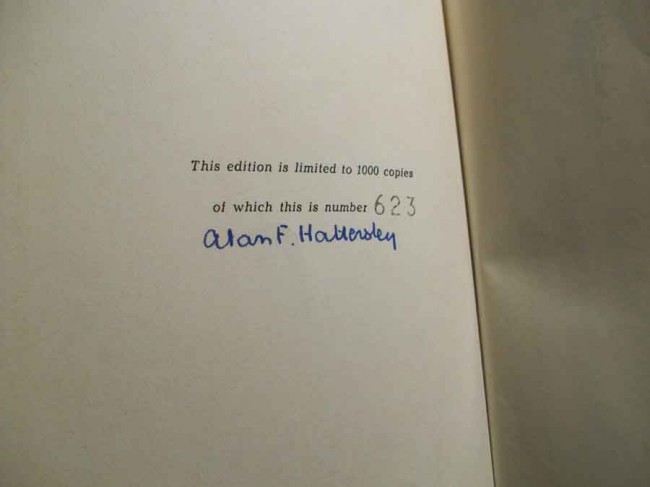 This edition is limited to 1000 copies
of which this is number 623
Alan F. Hattersley